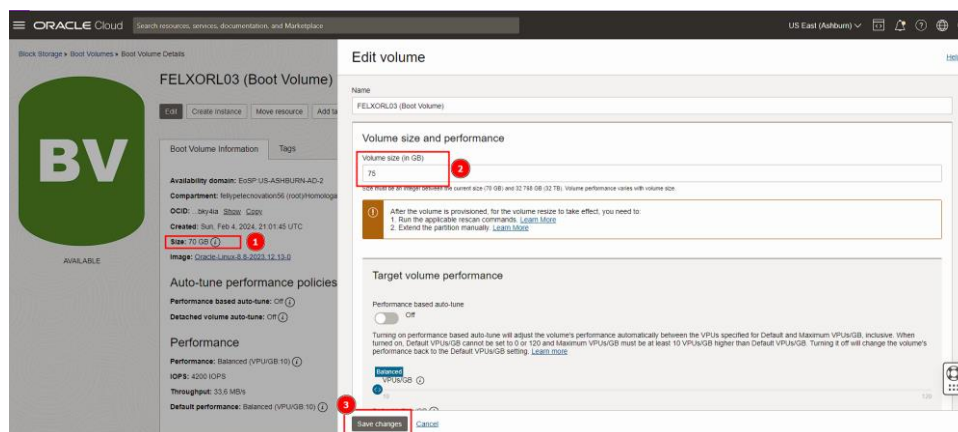 ORACLE Cloud
Search resources, services, documentation, and Marketplace
US East (Ashburn)
Block Storage » Boot Volumes » Boot Volume Details
FELXORL03 (Boot Volume)
Edit
Create instance
Move resource
Add ta
BV
AVAILABLE
Boot Volume Information
Tags
Availability domain: EoSP:US-ASHBURN-AD-2
Compartment: fellypetecnovation56 (root)/Homologa
OCID: ...bky4ia Show Copy
Created: Sun, Feb 4, 2024, 21:01:45 UTC
Size: 70 GB
1
Image: Oracle-Linux-8.8-2023.12.13-0
Auto-tune performance policies
Performance based auto-tune: Off
Detached volume auto-tune: Off
Performance
Performance: Balanced (VPU/GB:10)
IOPS: 4200 IOPS
Throughput: 33,6 MB/s
Default performance: Balanced (VPU/GB:10)
Edit volume
Hel
Name
FELXORL03 (Boot Volume)
Volume size and performance
Volume size (in GB)
75
2
Size must be an integer between the current size (70 GB) and 32.768 GB (32 TB). Volume performance varies with volume size.
After the volume is provisioned, for the volume resize to take effect, you need to:
1. Run the applicable rescan commands. Learn More
2. Extend the partition manually. Learn More
Target volume performance
Performance based auto-tune
Off
Turning on performance based auto-tune will adjust the volume's performance automatically between the VPUs specified for Default and Maximum VPUs/GB, inclusive. When
turned on, Default VPUs/GB cannot be set to 0 or 120 and Maximum VPUs/GB must be at least 10 VPUs/GB higher than Default VPUs/GB. Turning it off will change the volume's
performance back to the Default VPUs/GB setting. Learn more
Balanced
VPUs/GB
10
120
3
Save changes
Cancel